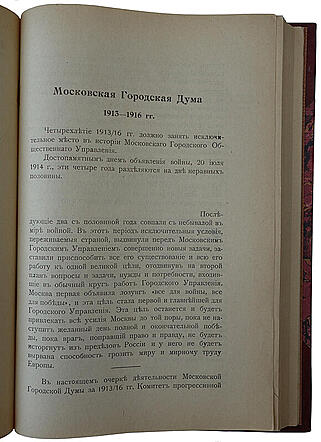 Московская Городская Дума
1913—1916 гг.
Четырехлѣтіе 1913/16 гг. должно занять исключи-
тельное мѣсто въ исторіи Московскаго Городского Об-
щественнаго Управленія.
Достопамятнымъ днемъ объявленія войны, 20 іюля
1914 г., эти четыре года раздѣляются на двѣ неравныхъ
половины.
Послѣ-
дующіе два съ половиной года совпали съ небывалой въ
мірѣ войной. Въ этотъ періодъ исключительныя условія,
переживаемыя страной, выдвинули передъ Московскимъ
Городскимъ Управленіемъ совершенно новыя задачи, за-
ставили приспособить все его существованіе и всю его
работу къ одной великой цѣли, отодвинуть на второй
планъ вопросы и задачи, нужды и потребности, входив-
шіе въ обычный кругъ работъ Городского Управленія.
Москва первая объявила лозунгъ „все для войны, все
для побѣды“, и эта цѣль стала первой и главнѣйшей для
Городского Управленія. Эта цѣль останется и будетъ
привлекать всѣ усилія Москвы до той поры, пока не на-
ступитъ желанный день полной и окончательной побѣ-
ды, пока врагъ, поправшій право и правду, не будетъ
исторгнутъ изъ предѣловъ Россіи и у него не будетъ
вырвана способность грозить миру и мирному труду
Европы.
Въ настоящемъ очеркѣ дѣятельности Московской
Городской Думы за 1913/16 гг. Комитетъ прогрессивной